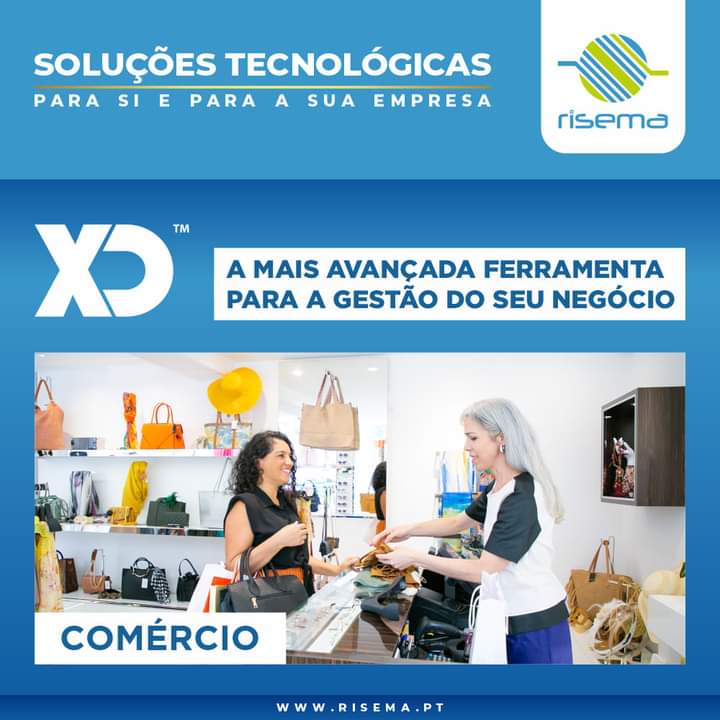 SOLUÇÕES TECNOLÓGICAS
PARA SI E PARA A SUA EMPRESA
risema
XD™
A MAIS AVANÇADA FERRAMENTA
PARA A GESTÃO DO SEU NEGÓCIO
COMÉRCIO
WWW.RISEMA.PT